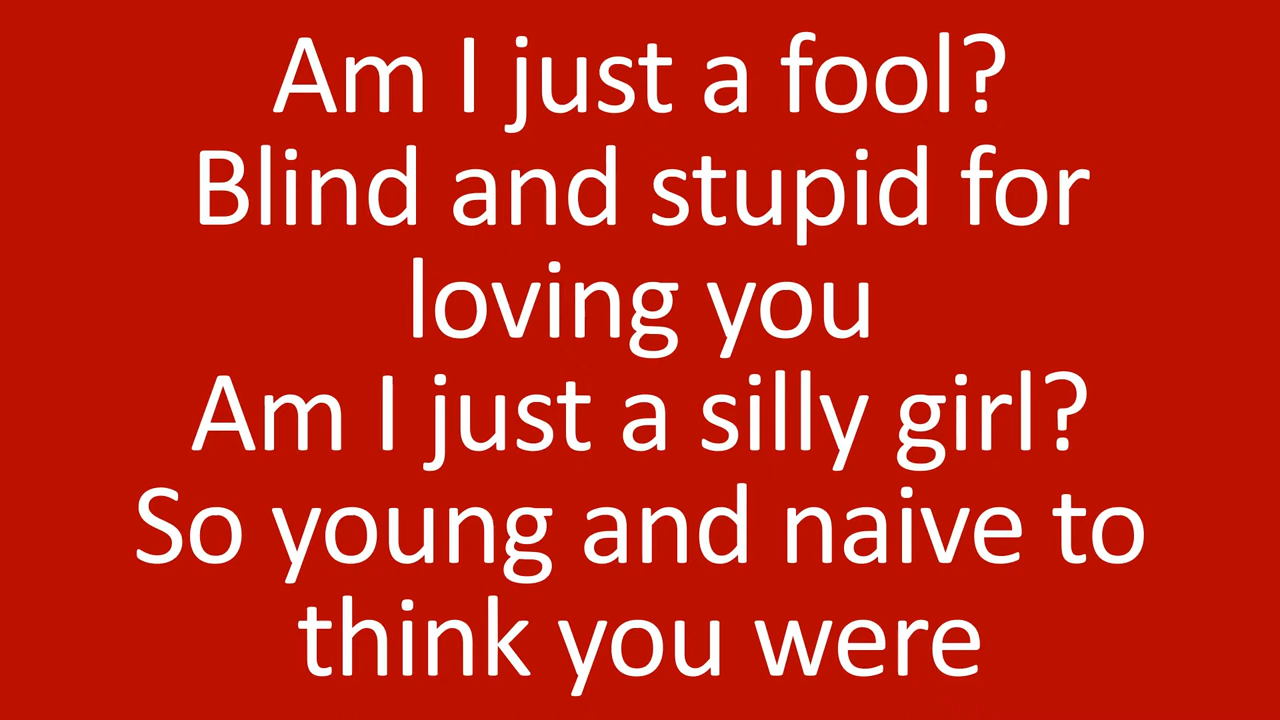 Am I just a fool?
Blind and stupid for
loving you
Am I just a silly girl?
So young and naive to
think you were